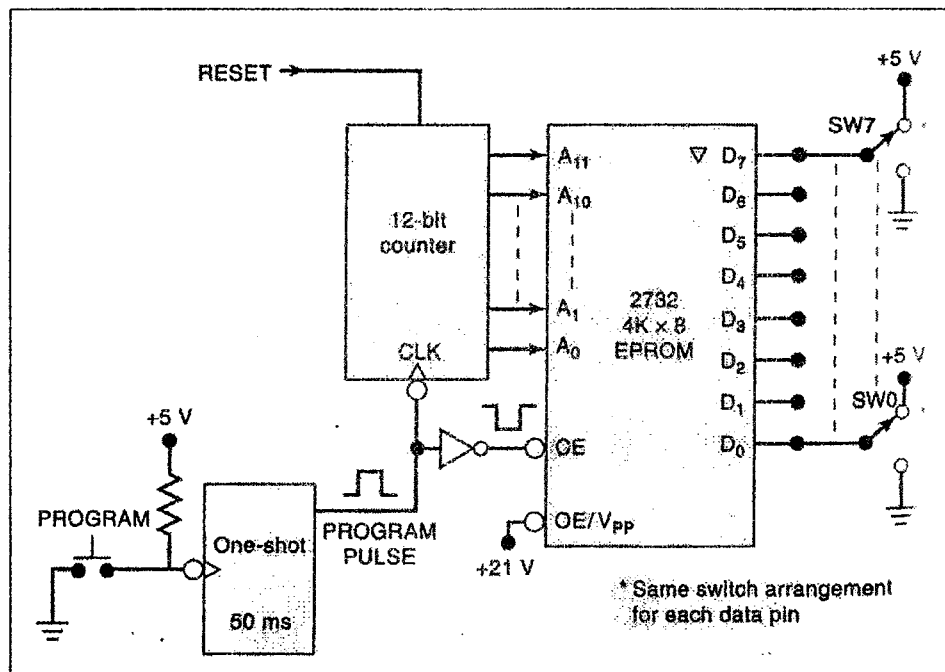 RESET
+5 V
SW7
A11
A10
A1
A0
12-bit
counter
CLK
2732
4K × 8
EPROM
▽ D7
D6
D5
D4
D3
D2
D1
D0
+5 V
SW0
+5 V
OE
OE/VPP
+21 V
PROGRAM
One-shot
50 ms
PROGRAM
PULSE
* Same switch arrangement
for each data pin